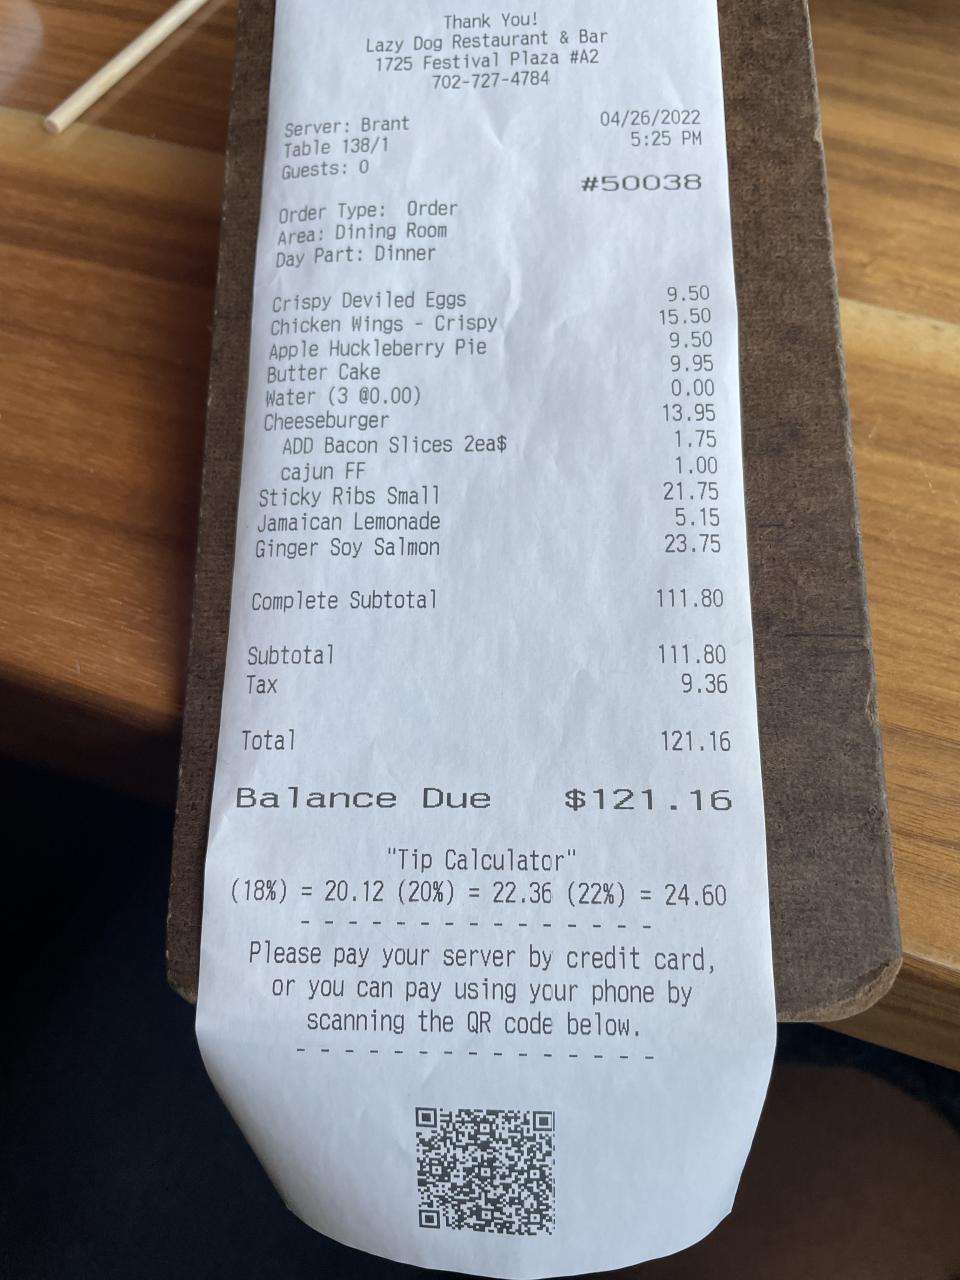 Thank You!
Lazy Dog Restaurant & Bar
1725 Festival Plaza #A2
702-727-4784
Server: Brant 04/26/2022
Table 138/1 5:25 PM
Guests: 0
#50038
Order Type: Order
Area: Dining Room
Day Part: Dinner
Crispy Deviled Eggs 9.50
Chicken Wings - Crispy 15.50
Apple Huckleberry Pie 9.50
Butter Cake 9.95
Water (3 @0.00) 0.00
Cheeseburger 13.95
ADD Bacon Slices 2ea$ 1.75
cajun FF 1.00
Sticky Ribs Small 21.75
Jamaican Lemonade 5.15
Ginger Soy Salmon 23.75
Complete Subtotal 111.80
Subtotal 111.80
Tax 9.36
Total 121.16
Balance Due $121.16
"Tip Calculator"
(18%) = 20.12 (20%) = 22.36 (22%) = 24.60
- - - - - - - - - - - - - - -
Please pay your server by credit card,
or you can pay using your phone by
scanning the QR code below.
- - - - - - - - - - - - - - -